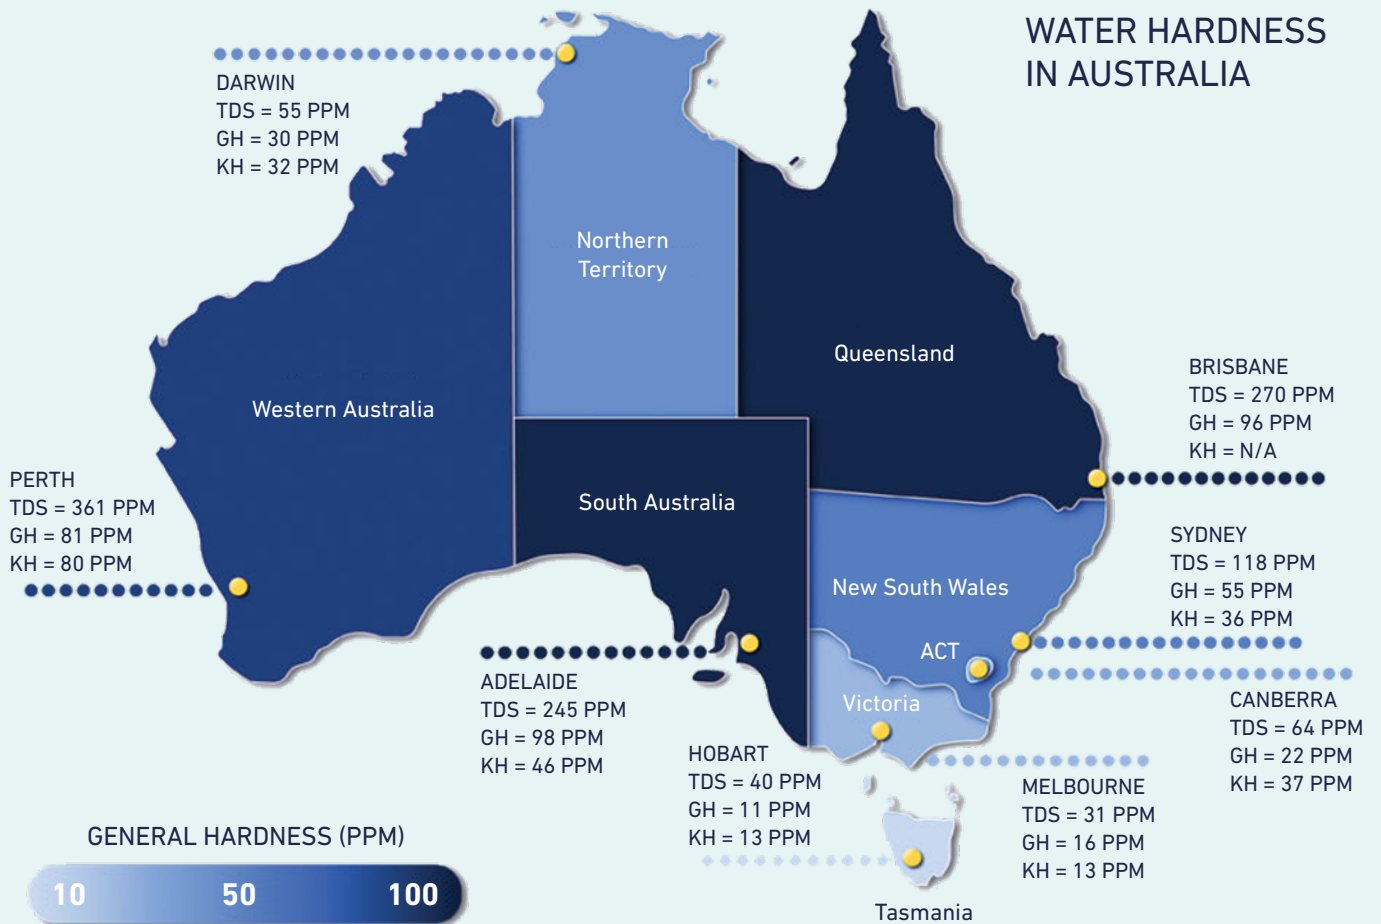 WATER HARDNESS
IN AUSTRALIA
DARWIN
TDS = 55 PPM
GH = 30 PPM
KH = 32 PPM
Northern
Territory
Queensland
Western Australia
South Australia
New South Wales
ACT
Victoria
Tasmania
BRISBANE
TDS = 270 PPM
GH = 96 PPM
KH = N/A
PERTH
TDS = 361 PPM
GH = 81 PPM
KH = 80 PPM
SYDNEY
TDS = 118 PPM
GH = 55 PPM
KH = 36 PPM
ADELAIDE
TDS = 245 PPM
GH = 98 PPM
KH = 46 PPM
CANBERRA
TDS = 64 PPM
GH = 22 PPM
KH = 37 PPM
HOBART
TDS = 40 PPM
GH = 11 PPM
KH = 13 PPM
MELBOURNE
TDS = 31 PPM
GH = 16 PPM
KH = 13 PPM
GENERAL HARDNESS (PPM)
10 50 100